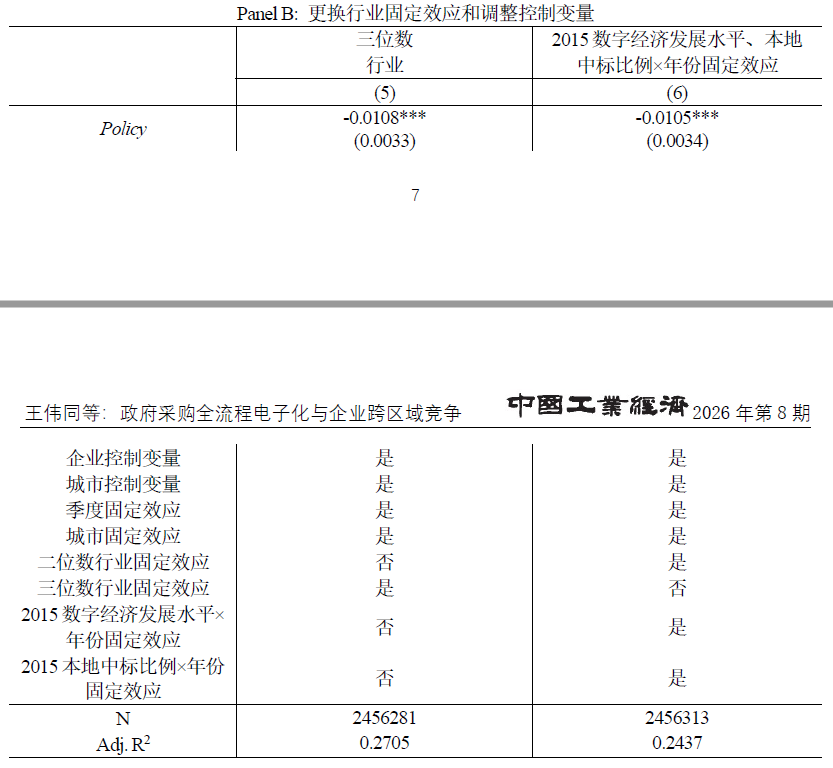 Panel B: 更换行业固定效应和调整控制变量
三位数 2015 数字经济发展水平、本地
行业 中标比例×年份固定效应
(5) (6)
Policy -0.0108*** -0.0105***
(0.0033) (0.0034)
7
王伟同等：政府采购全流程电子化与企业跨区域竞争 中國工業經濟 2026 年第 8 期
企业控制变量 是 是
城市控制变量 是 是
季度固定效应 是 是
城市固定效应 是 是
二位数行业固定效应 否 是
三位数行业固定效应 是 否
2015 数字经济发展水平×
年份固定效应 否 是
2015 本地中标比例×年份
固定效应 否 是
N 2456281 2456313
Adj. R² 0.2705 0.2437